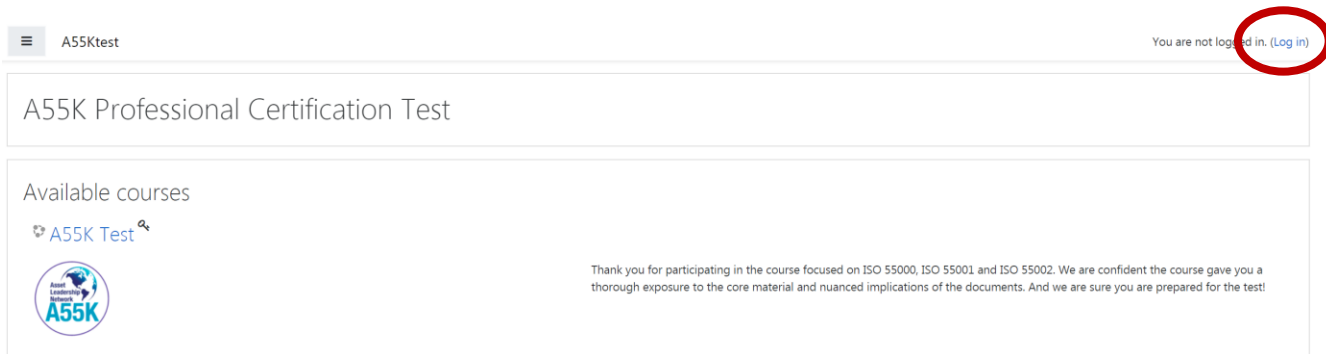 A55Ktest
You are not logged in. (Log in)
A55K Professional Certification Test
Available courses
A55K Test
Asset
Leadership
Network
A55K
Thank you for participating in the course focused on ISO 55000, ISO 55001 and ISO 55002. We are confident the course gave you a
thorough exposure to the core material and nuanced implications of the documents. And we are sure you are prepared for the test!